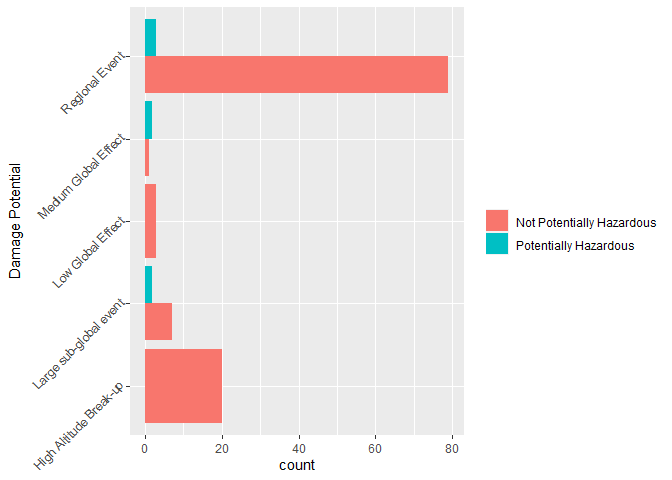 Regional Event
Medium Global Effect
Low Global Effect
Large sub-global event
High Altitude Break-up
Damage Potential
0 20 40 60 80
count
Not Potentially Hazardous
Potentially Hazardous